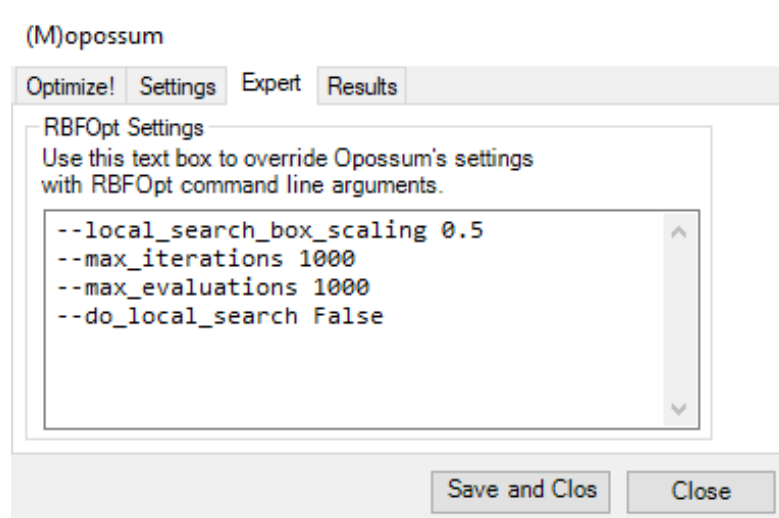 (M)opossum
Optimize! Settings Expert Results
RBFOpt Settings
Use this text box to override Opossum's settings
with RBFOpt command line arguments.
--local_search_box_scaling 0.5
--max_iterations 1000
--max_evaluations 1000
--do_local_search False
Save and Clos Close